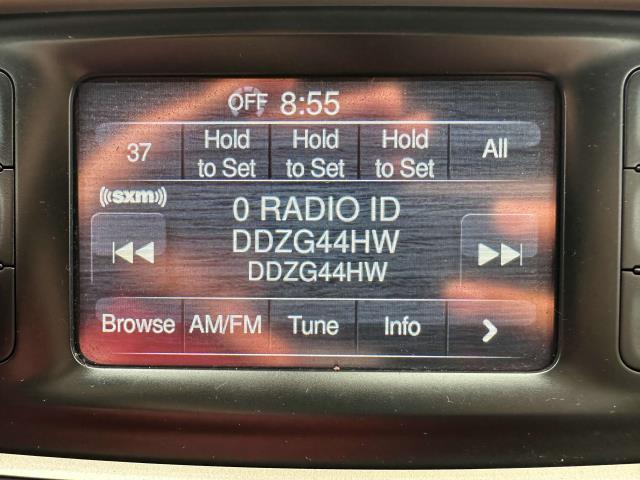 OFF 8:55
37 Hold to Set Hold to Set Hold to Set All
((sxm))
0 RADIO ID
DDZG44HW
DDZG44HW
Browse AM/FM Tune Info >